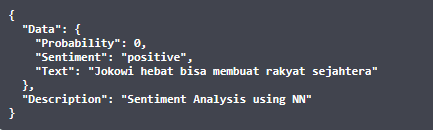 {
"Data": {
"Probability": 0,
"Sentiment": "positive",
"Text": "Jokowi hebat bisa membuat rakyat sejahtera"
},
"Description": "Sentiment Analysis using NN"
}